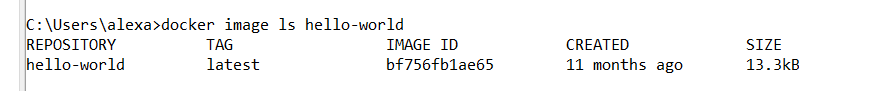 C:\Users\alexa>docker image ls hello-world
REPOSITORY TAG IMAGE ID CREATED SIZE
hello-world latest bf756fb1ae65 11 months ago 13.3kB